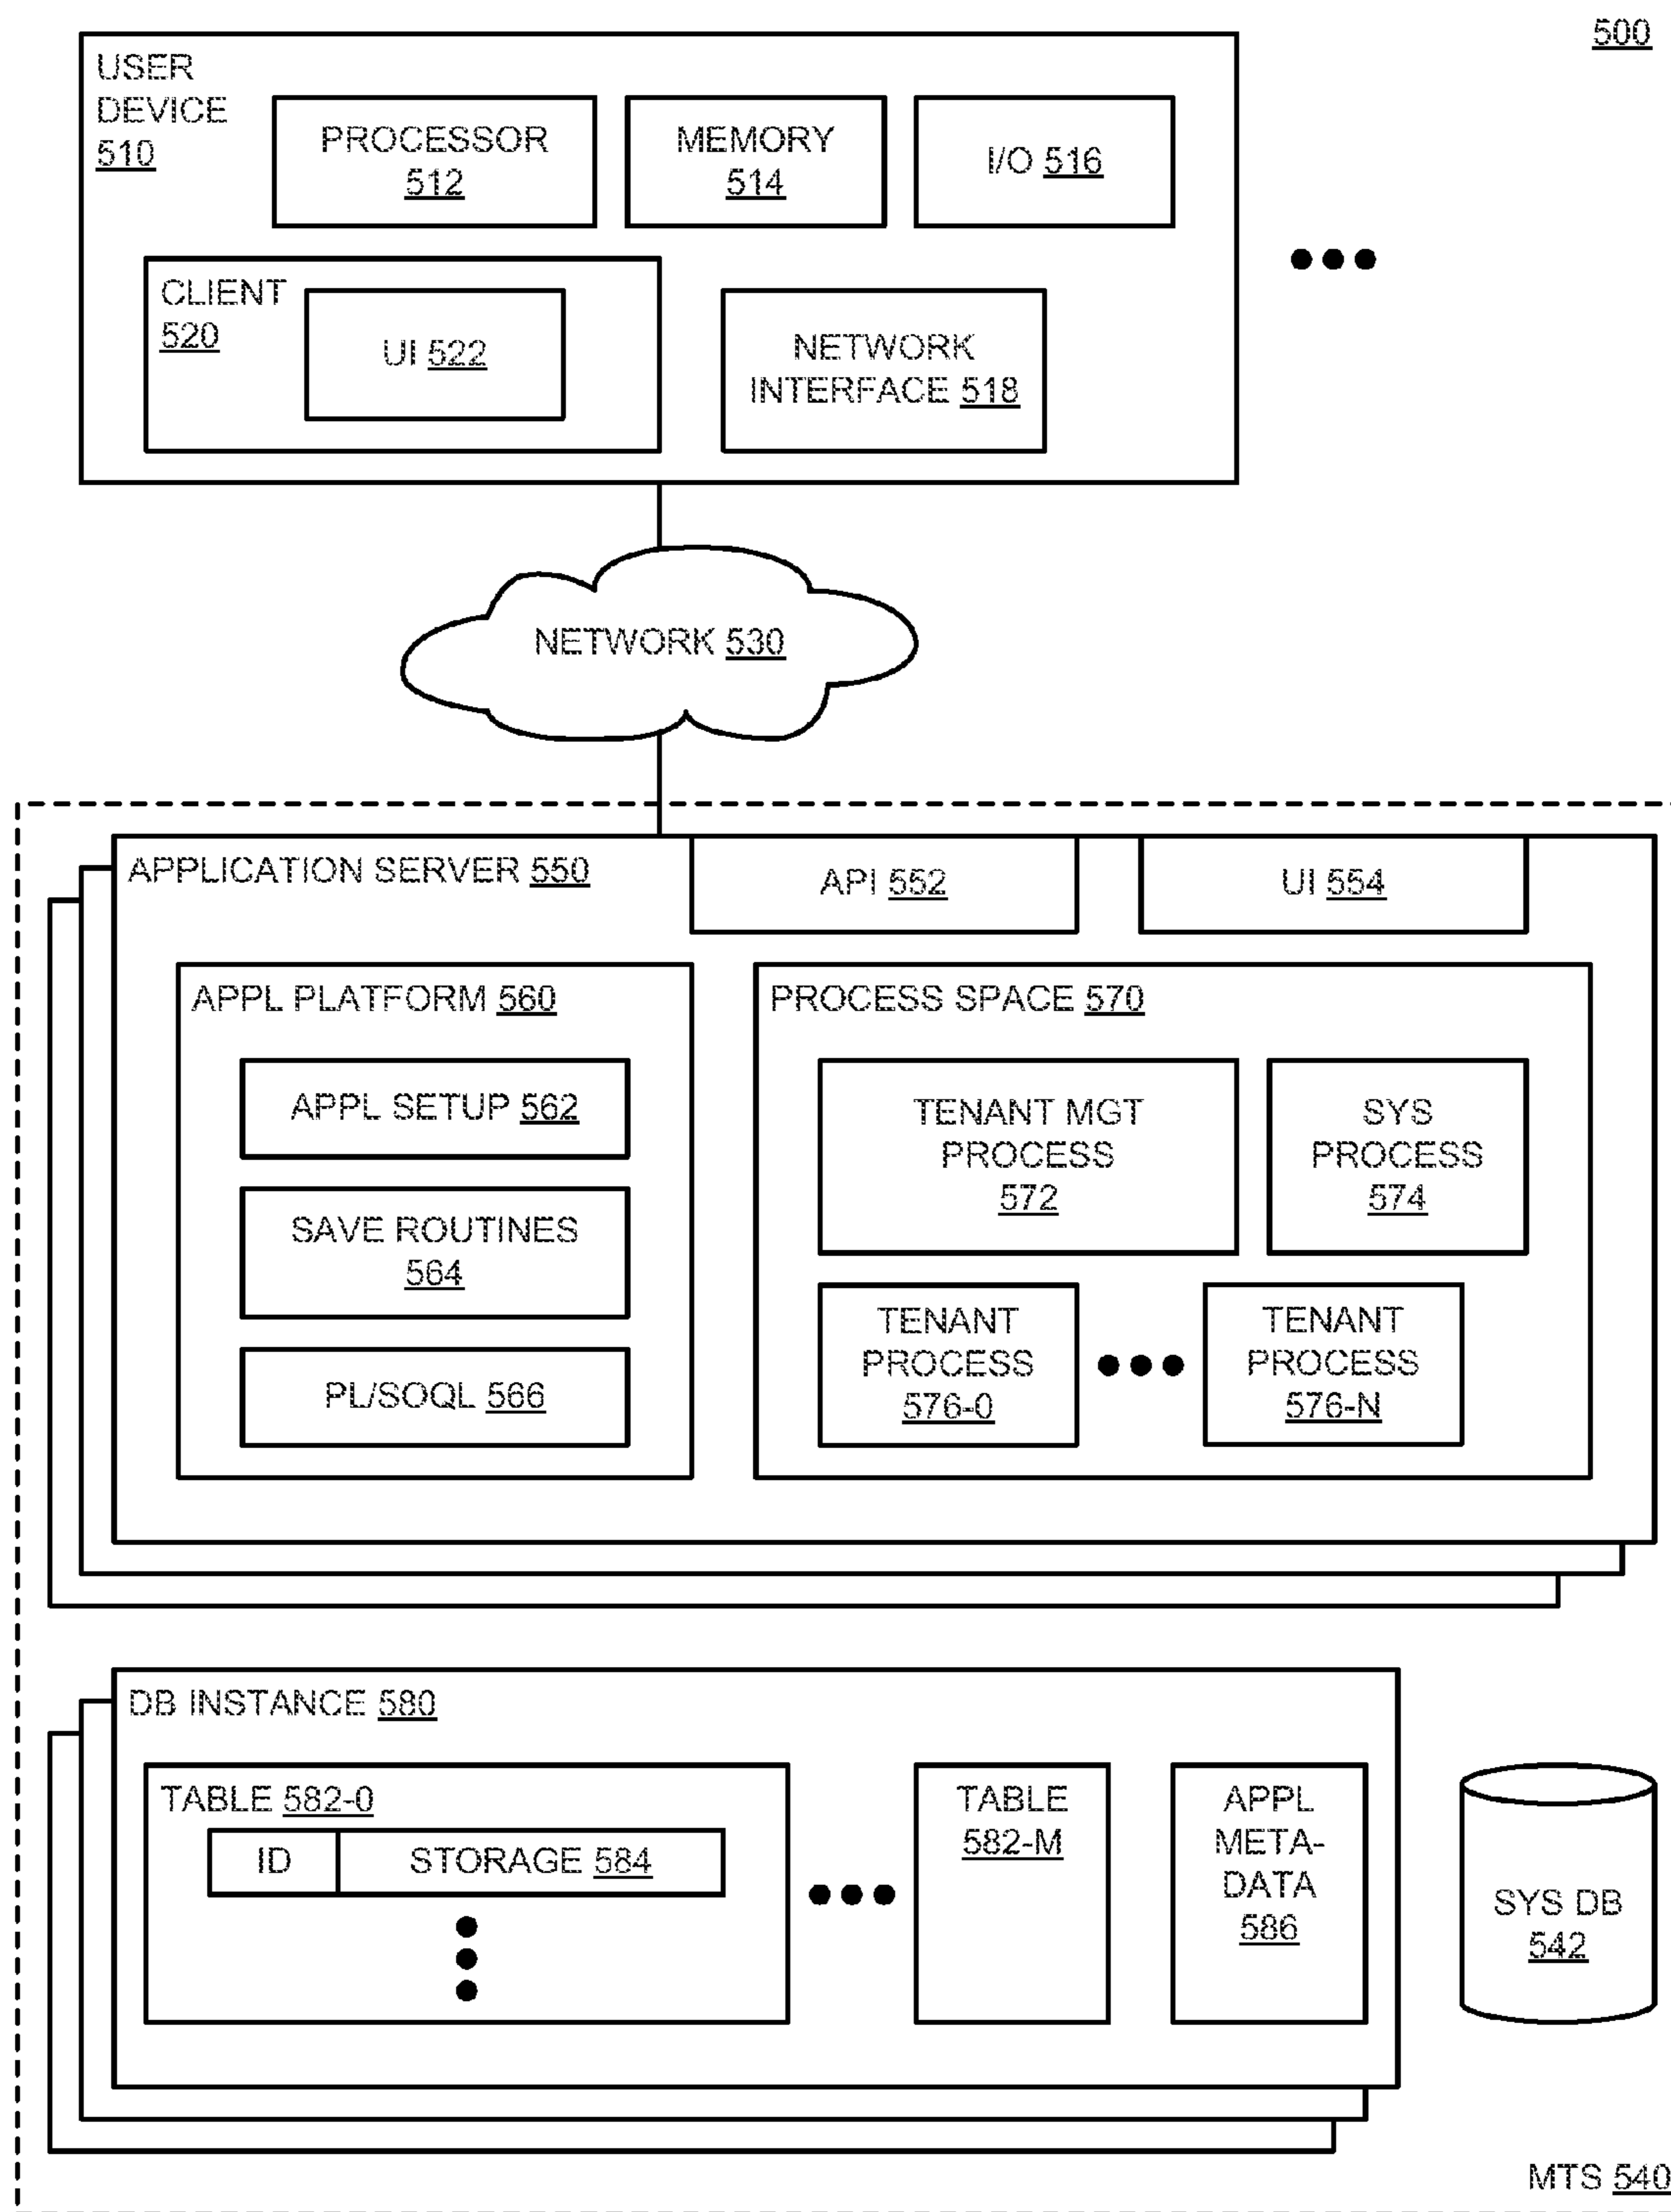 500
USER
DEVICE
510
PROCESSOR
512
MEMORY
514
I/O 516
CLIENT
520
UI 522
NETWORK
INTERFACE 518
NETWORK 530
APPLICATION SERVER 550
API 552
UI 554
APPL PLATFORM 560
APPL SETUP 562
SAVE ROUTINES
564
PL/SOQL 566
PROCESS SPACE 570
TENANT MGT
PROCESS
572
SYS
PROCESS
574
TENANT
PROCESS
576-0
TENANT
PROCESS
576-N
DB INSTANCE 580
TABLE 582-0
ID
STORAGE 584
TABLE
582-M
APPL
META-
DATA
586
SYS DB
542
MTS 540